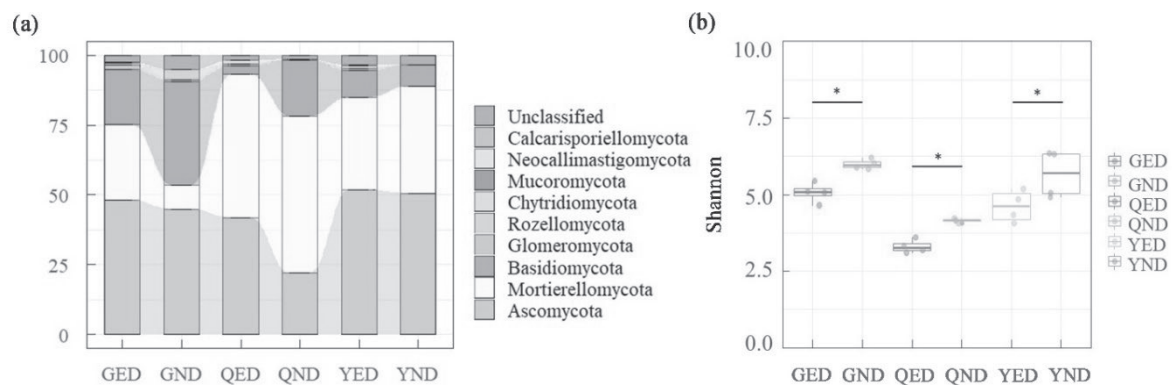 (a)
100
75
50
25
0
GED GND QED QND YED YND
Unclassified
Calcarisporiellomycota
Neocallimastigomycota
Mucoromycota
Chytridiomycota
Rozellomycota
Glomeromycota
Basidiomycota
Mortierellomycota
Ascomycota
(b)
Shannon
10.0
7.5
5.0
2.5
0.0
* * *
GED GND QED QND YED YND
GED
GND
QED
QND
YED
YND